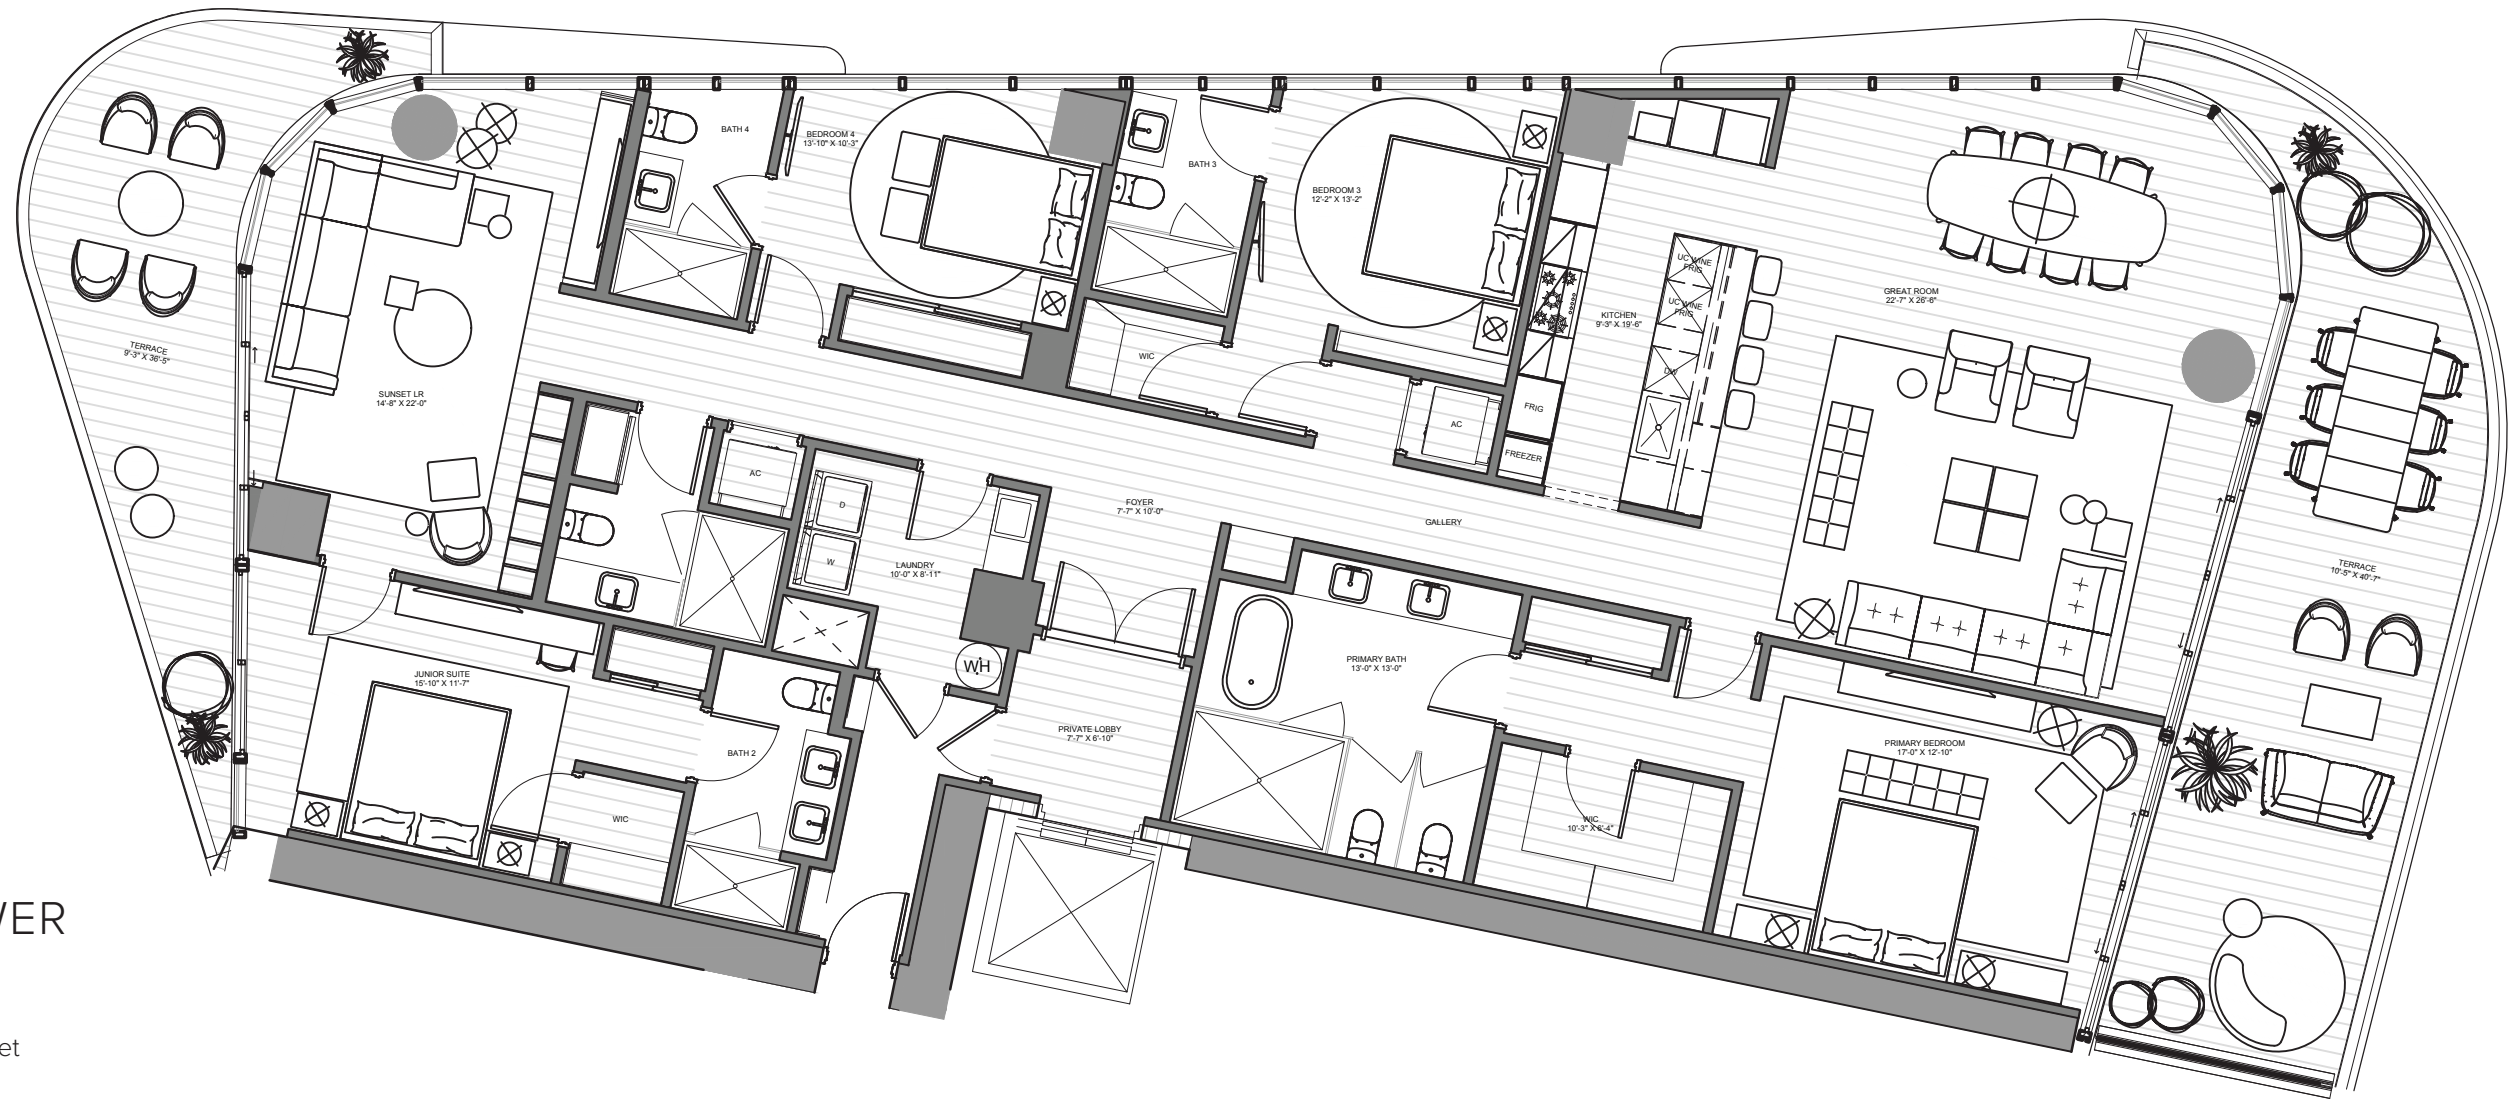 BATH 4
BEDROOM 4
13'-10" X 10'-3"
BATH 3
BEDROOM 3
12'-2" X 13'-2"
UC WINE
FRIG
UC WINE
FRIG
DW
KITCHEN
9'-3" X 19'-6"
GREAT ROOM
22'-7" X 26'-6"
TERRACE
9'-3" X 36'-5"
SUNSET LR
14'-8" X 22'-0"
WIC
FRIG
FREEZER
AC
AC
D
W
LAUNDRY
10'-0" X 8'-11"
FOYER
7'-7" X 10'-0"
GALLERY
TERRACE
10'-5" X 40'-7"
JUNIOR SUITE
15'-10" X 11'-7"
WH
PRIMARY BATH
13'-0" X 13'-0"
BATH 2
PRIVATE LOBBY
7'-7" X 6'-10"
PRIMARY BEDROOM
17'-0" X 12'-10"
WIC
WIC
10'-3" X 8'-4"
WER
et